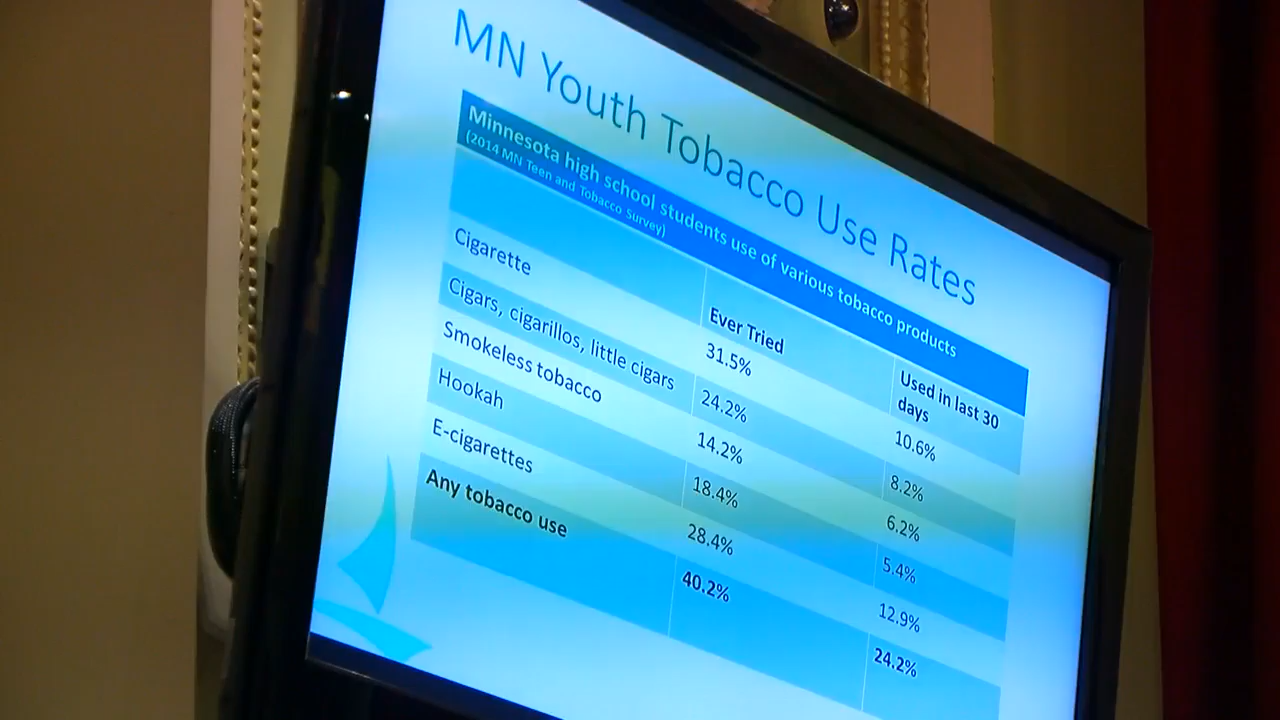 MN Youth Tobacco Use Rates
Minnesota high school students use of various tobacco products
(2014 MN Teen and Tobacco Survey)
Ever Tried
Used in last 30
days
Cigarette 31.5% 10.6%
Cigars, cigarillos, little cigars 24.2% 8.2%
Smokeless tobacco 14.2% 6.2%
Hookah 18.4% 5.4%
E-cigarettes 28.4% 12.9%
Any tobacco use 40.2% 24.2%